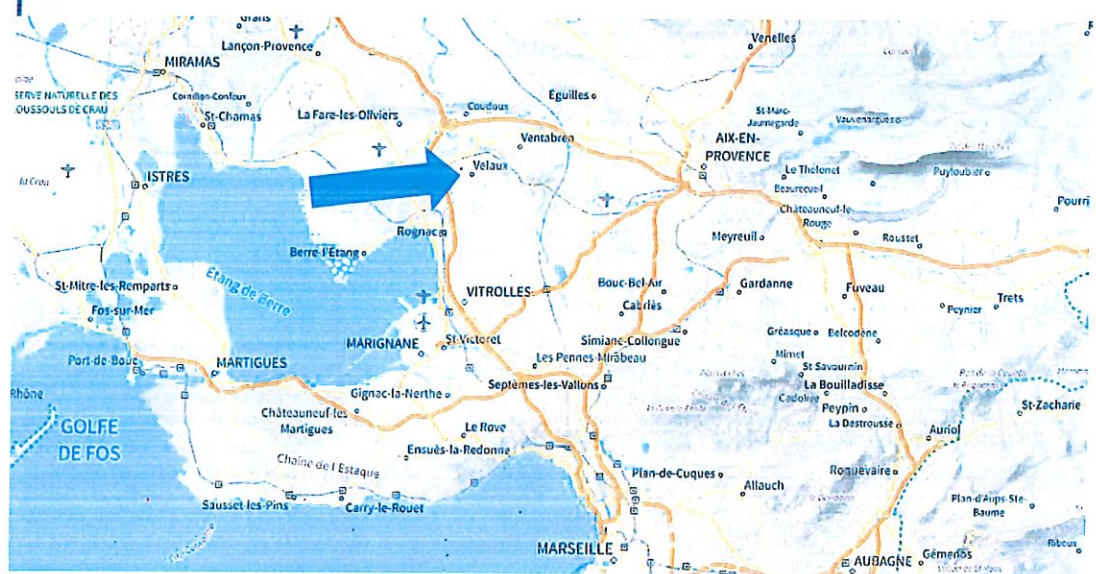 Grans
Lançon-Provence
Venelles
MIRAMAS
SERVE NATURELLE DES
OUSSOULS DE CRAU
Cornillon-Confoux
St-Chamas
La Fare-les-Oliviers
Coudoux
Éguilles
St-Marc-
Jaumegarde
Vauvenargues
Ventabren
AIX-EN-
PROVENCE
la Crau
ISTRES
Velaux
Le Tholonet
Beaurecueil
Puyloubier
Châteauneuf-le
Rouge
Pourri
Rognac
Meyreuil
Rousset
Berre-l'Étang
Étang de Berre
St-Mitre-les-Remparts
VITROLLES
Bouc-Bel-Air
Gardanne
Fuveau
Trets
Peynier
Fos-sur-Mer
Cabriès
MARIGNANE
St-Victoret
Simiane-Collongue
Gréasque
Belcodène
Port-de-Bouc
MARTIGUES
Les Pennes-Mirabeau
Mimet
St Savournin
Rhône
Septèmes-les-Vallons
La Bouilladisse
Cadolive
Gignac-la-Nerthe
Peypin
St-Zacharie
Châteauneuf-les
Martigues
La Destrousse
GOLFE
DE FOS
Le Rove
Auriol
Ensuès-la-Redonne
Chaîne de l'Estaque
Plan-de-Cuques
Roquevaire
Allauch
Sausset-les-Pins
Carry-le-Rouet
Plan-d'Aups-Ste-
Baume
MARSEILLE
AUBAGNE
Gémenos
Riboux